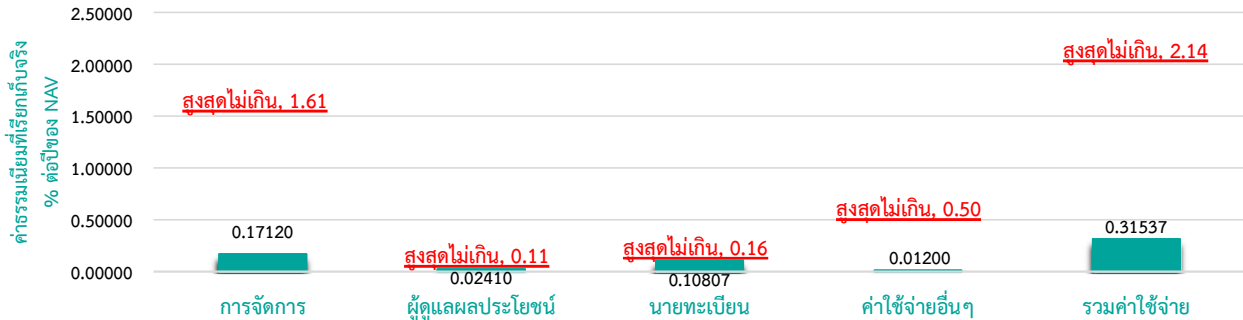 ค่าธรรมเนียมที่เรียกเก็บจริง
% ต่อปีของ NAV
2.50000
2.00000
1.50000
1.00000
0.50000
0.00000
สูงสุดไม่เกิน, 1.61
สูงสุดไม่เกิน, 0.11
สูงสุดไม่เกิน, 0.16
สูงสุดไม่เกิน, 0.50
สูงสุดไม่เกิน, 2.14
0.17120
0.02410
0.10807
0.01200
0.31537
การจัดการ
ผู้ดูแลผลประโยชน์
นายทะเบียน
ค่าใช้จ่ายอื่นๆ
รวมค่าใช้จ่าย